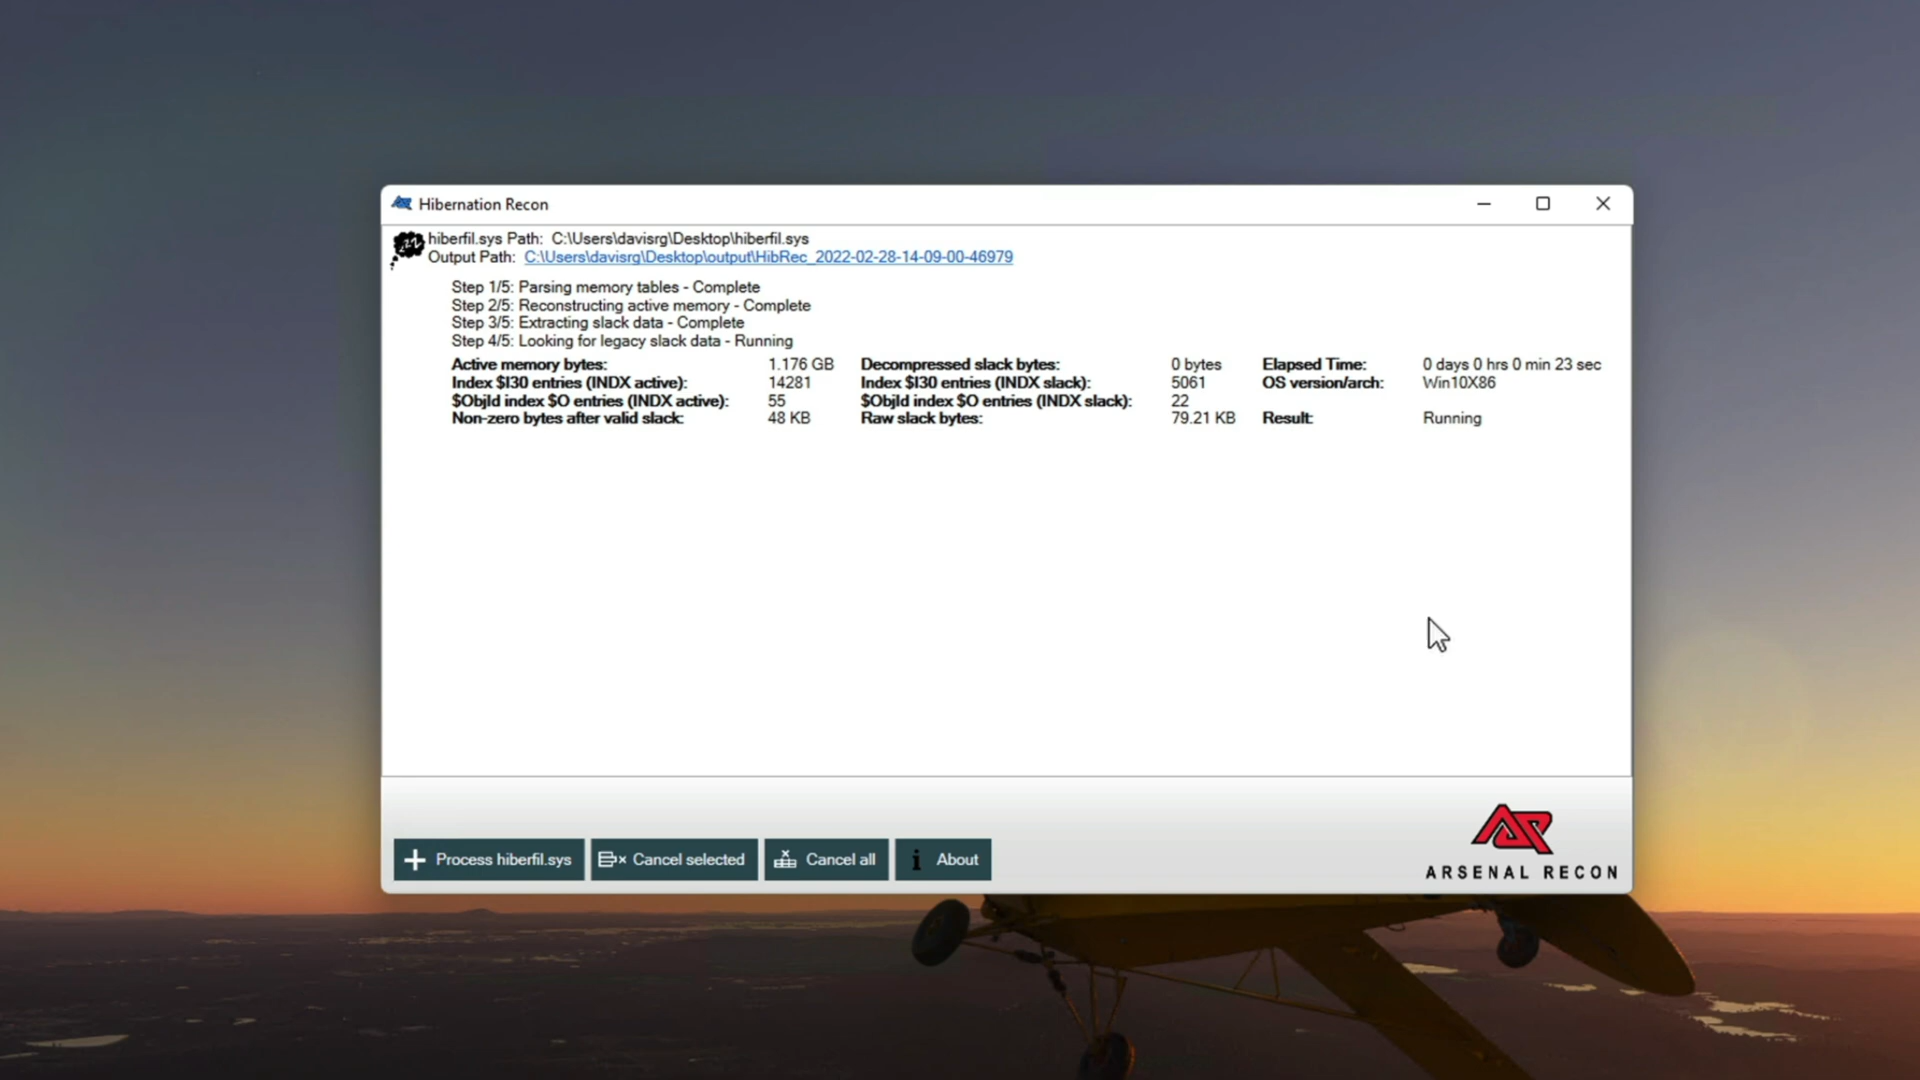 Hibernation Recon
hiberfil.sys Path: C:\Users\davisrg\Desktop\hiberfil.sys
Output Path: C:\Users\davisrg\Desktop\output\HibRec_2022-02-28-14-09-00-46979
Step 1/5: Parsing memory tables - Complete
Step 2/5: Reconstructing active memory - Complete
Step 3/5: Extracting slack data - Complete
Step 4/5: Looking for legacy slack data - Running
Active memory bytes: 1.176 GB Decompressed slack bytes: 0 bytes Elapsed Time: 0 days 0 hrs 0 min 23 sec
Index $I30 entries (INDX active): 14281 Index $I30 entries (INDX slack): 5061 OS version/arch: Win10X86
$ObjId index $O entries (INDX active): 55 $ObjId index $O entries (INDX slack): 22
Non-zero bytes after valid slack: 48 KB Raw slack bytes: 79.21 KB Result: Running
Process hiberfil.sys Cancel selected Cancel all About
ARSENAL RECON